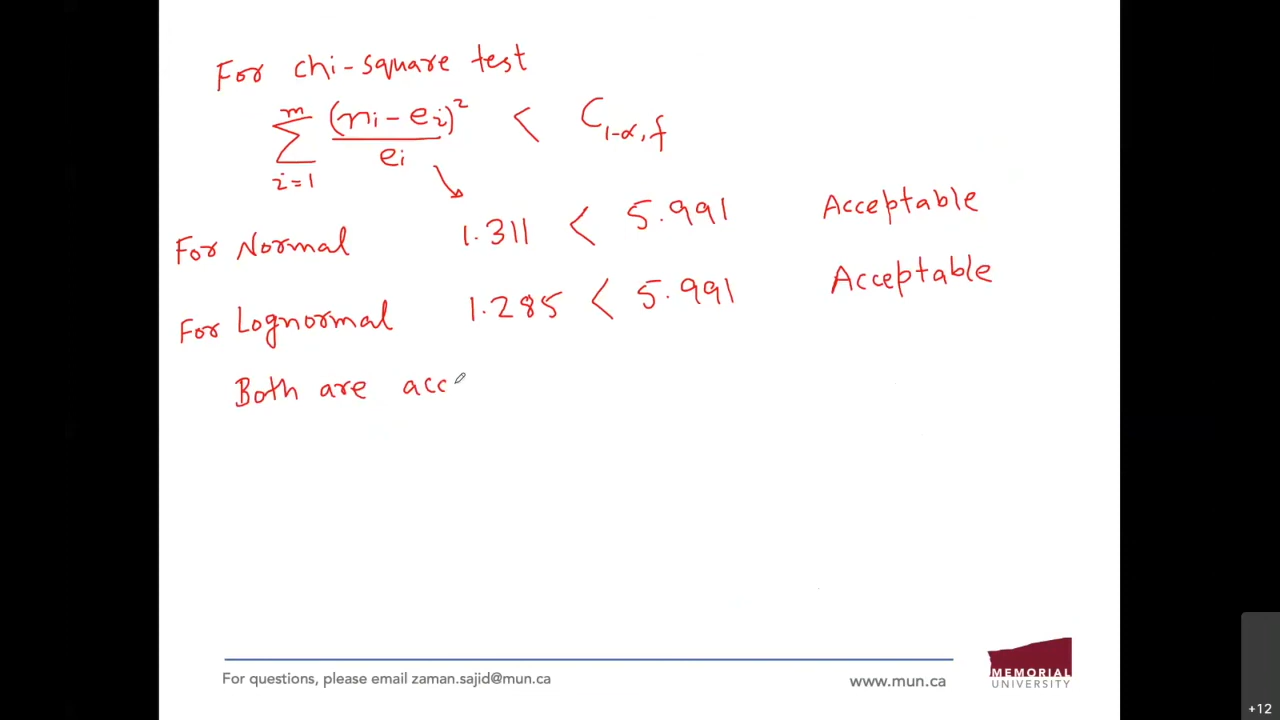 For chi-square test
m
∑ (ni - ei)² / ei < C1-α, f
i=1
For Normal 1.311 < 5.991 Acceptable
For Lognormal 1.285 < 5.991 Acceptable
Both are acc
For questions, please email zaman.sajid@mun.ca
www.mun.ca
MEMORIAL
UNIVERSITY
+12